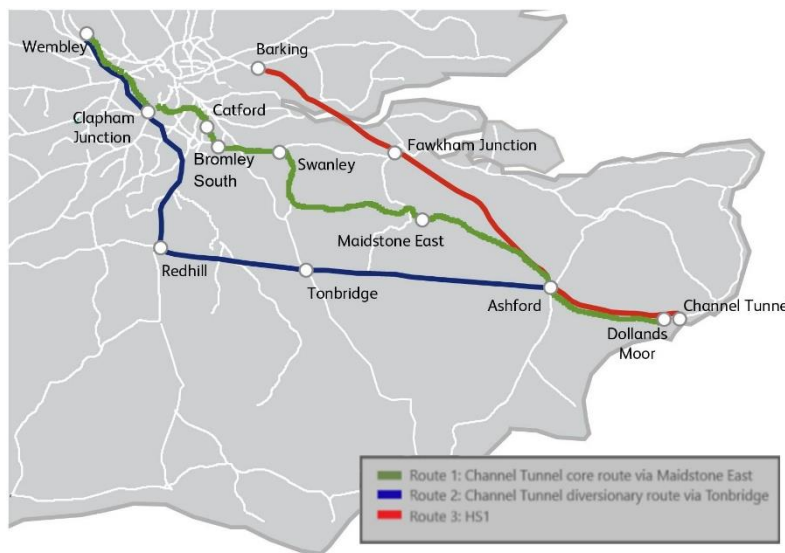 Wembley
Barking
Catford
Clapham
Junction
Bromley
South
Swanley
Fawkham Junction
Maidstone East
Redhill
Tonbridge
Ashford
Channel Tunne
Dollands
Moor
Route 1: Channel Tunnel core route via Maidstone East
Route 2: Channel Tunnel diversionary route via Tonbridge
Route 3: HS1